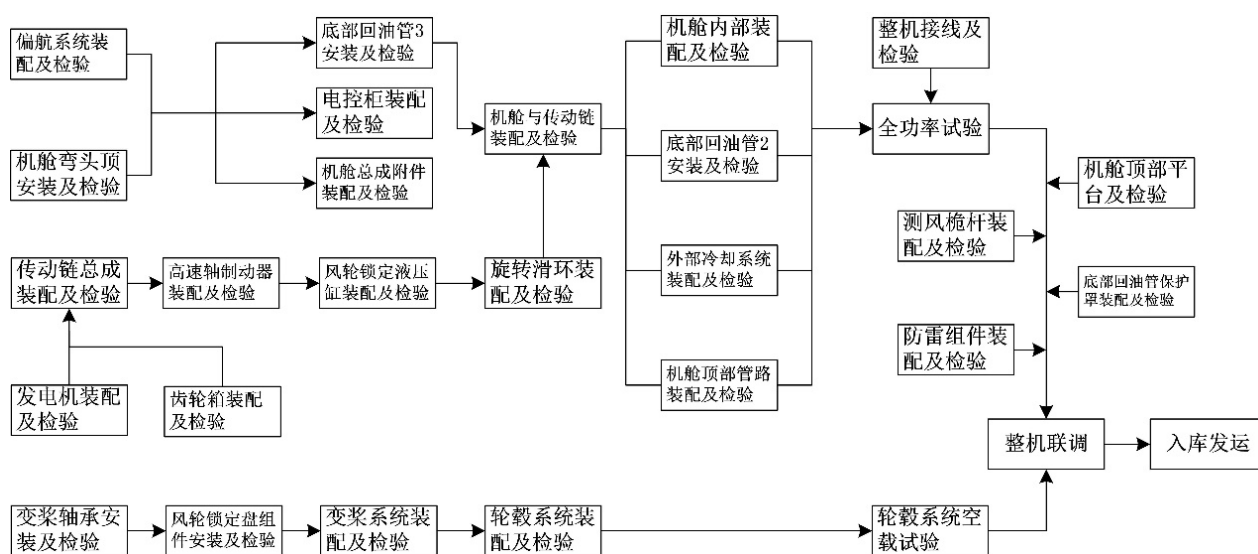 偏航系统装
配及检验
机舱弯头顶
安装及检验
底部回油管3
安装及检验
电控柜装配
及检验
机舱总成附件
装配及检验
机舱与传动链
装配及检验
机舱内部装
配及检验
底部回油管2
安装及检验
外部冷却系统
装配及检验
机舱顶部管路
装配及检验
整机接线及
检验
全功率试验
机舱顶部平
台及检验
测风桅杆装
配及检验
底部回油管保护
罩装配及检验
防雷组件装
配及检验
传动链总成
装配及检验
高速轴制动器
装配及检验
风轮锁定液压
缸装配及检验
旋转滑环装
配及检验
发电机装配
及检验
齿轮箱装配
及检验
整机联调
入库发运
变桨轴承安
装及检验
风轮锁定盘组
件安装及检验
变桨系统装
配及检验
轮毂系统装
配及检验
轮毂系统空
载试验